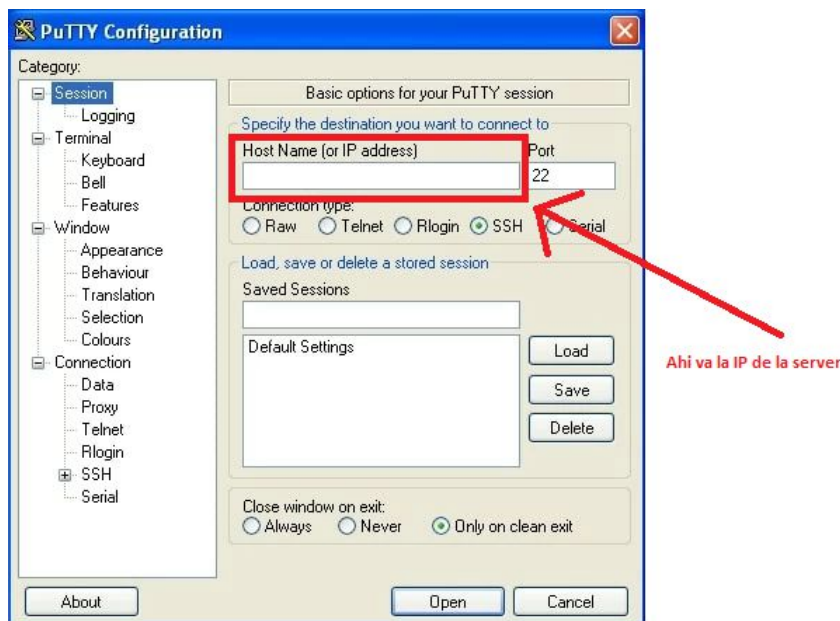 PuTTY Configuration
Category:
Session
Logging
Terminal
Keyboard
Bell
Features
Window
Appearance
Behaviour
Translation
Selection
Colours
Connection
Data
Proxy
Telnet
Rlogin
SSH
Serial
Basic options for your PuTTY session
Specify the destination you want to connect to
Host Name (or IP address) Port
22
Connection type:
Raw Telnet Rlogin SSH Serial
Load, save or delete a stored session
Saved Sessions
Default Settings
Load
Save
Delete
Close window on exit:
Always Never Only on clean exit
About Open Cancel
Ahi va la IP de la server